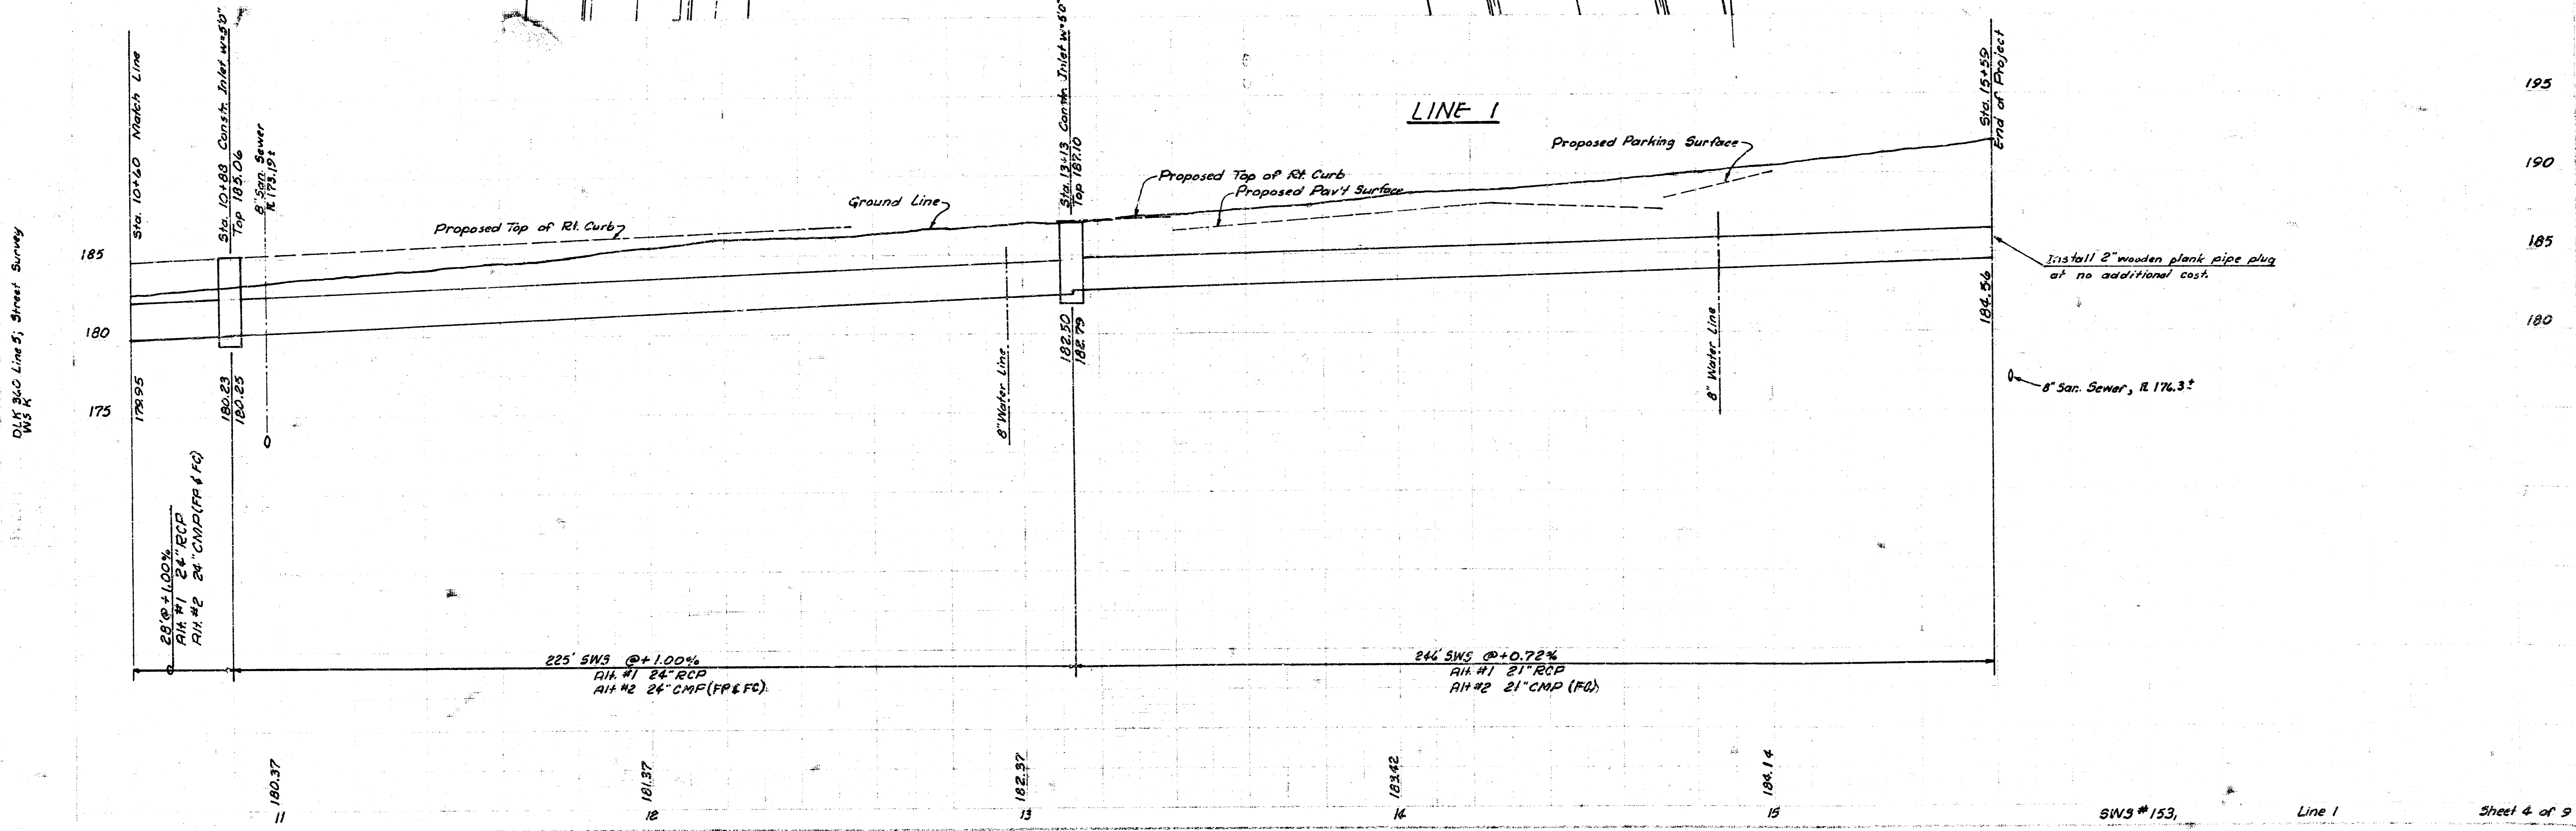 DLK 360 Line 5; Street Survey
WS K
Sta. 10+60 Match Line
Sta. 10+88 Constr. Inlet w=5'0"
Top 185.06
8" San. Sewer
173.19±
Sta. 13+13 Constr. Inlet w=5'0"
Top 187.10
LINE 1
Sta. 15+59
End of Project
195
190
185
180
185
180
175
Proposed Top of Rt. Curb
Ground Line
Proposed Top of Rt. Curb
Proposed Pav't Surface
Proposed Parking Surface
Install 2" wooden plank pipe plug
at no additional cost.
8" San. Sewer, ℄ 176.3±
8" Water Line
8" Water Line
179.95
180.23
180.25
182.50
182.79
184.56
28' @ +1.00%
Alt. #1 24" RCP
Alt. #2 24" CMP (FP & FC)
225' SWS @ +1.00%
Alt. #1 24" RCP
Alt #2 24" CMP (FP & FC)
246' SWS @ +0.72%
Alt. #1 21" RCP
Alt #2 21" CMP (FC)
180.37
181.37
182.37
183.42
184.14
11
12
13
14
15
SWS #153,
Line 1
Sheet 4 of 9